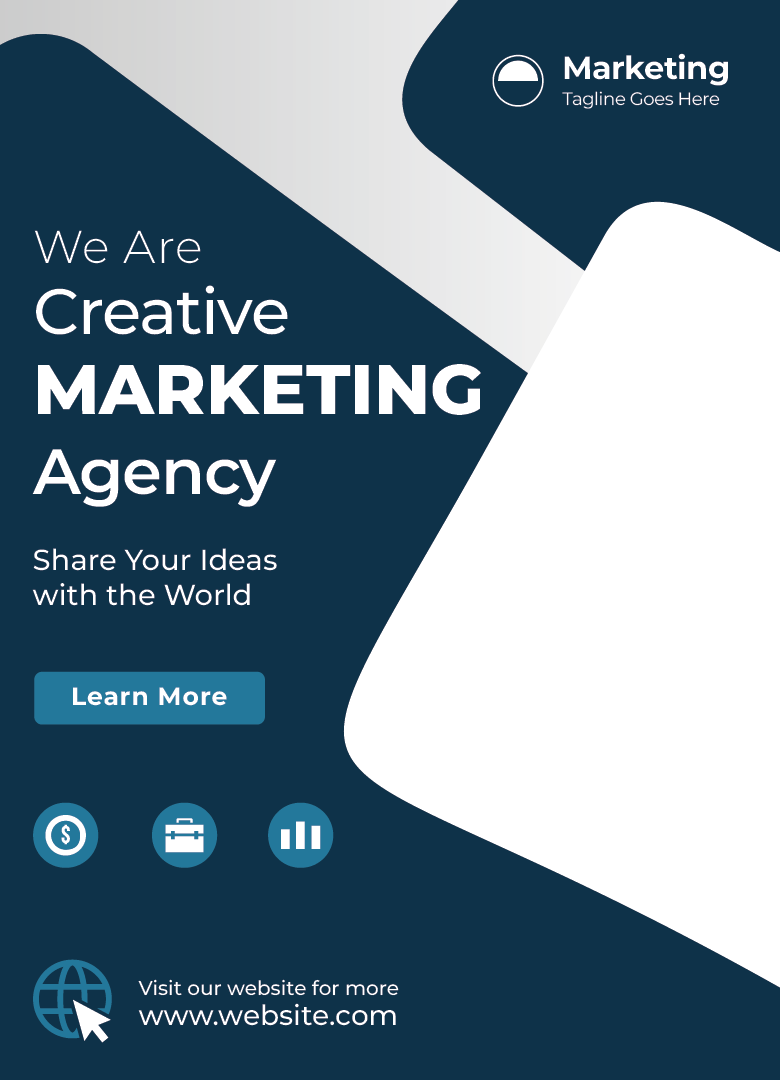 Marketing
Tagline Goes Here
We Are
Creative
MARKETING
Agency
Share Your Ideas
with the World
Learn More
$
Visit our website for more
www.website.com